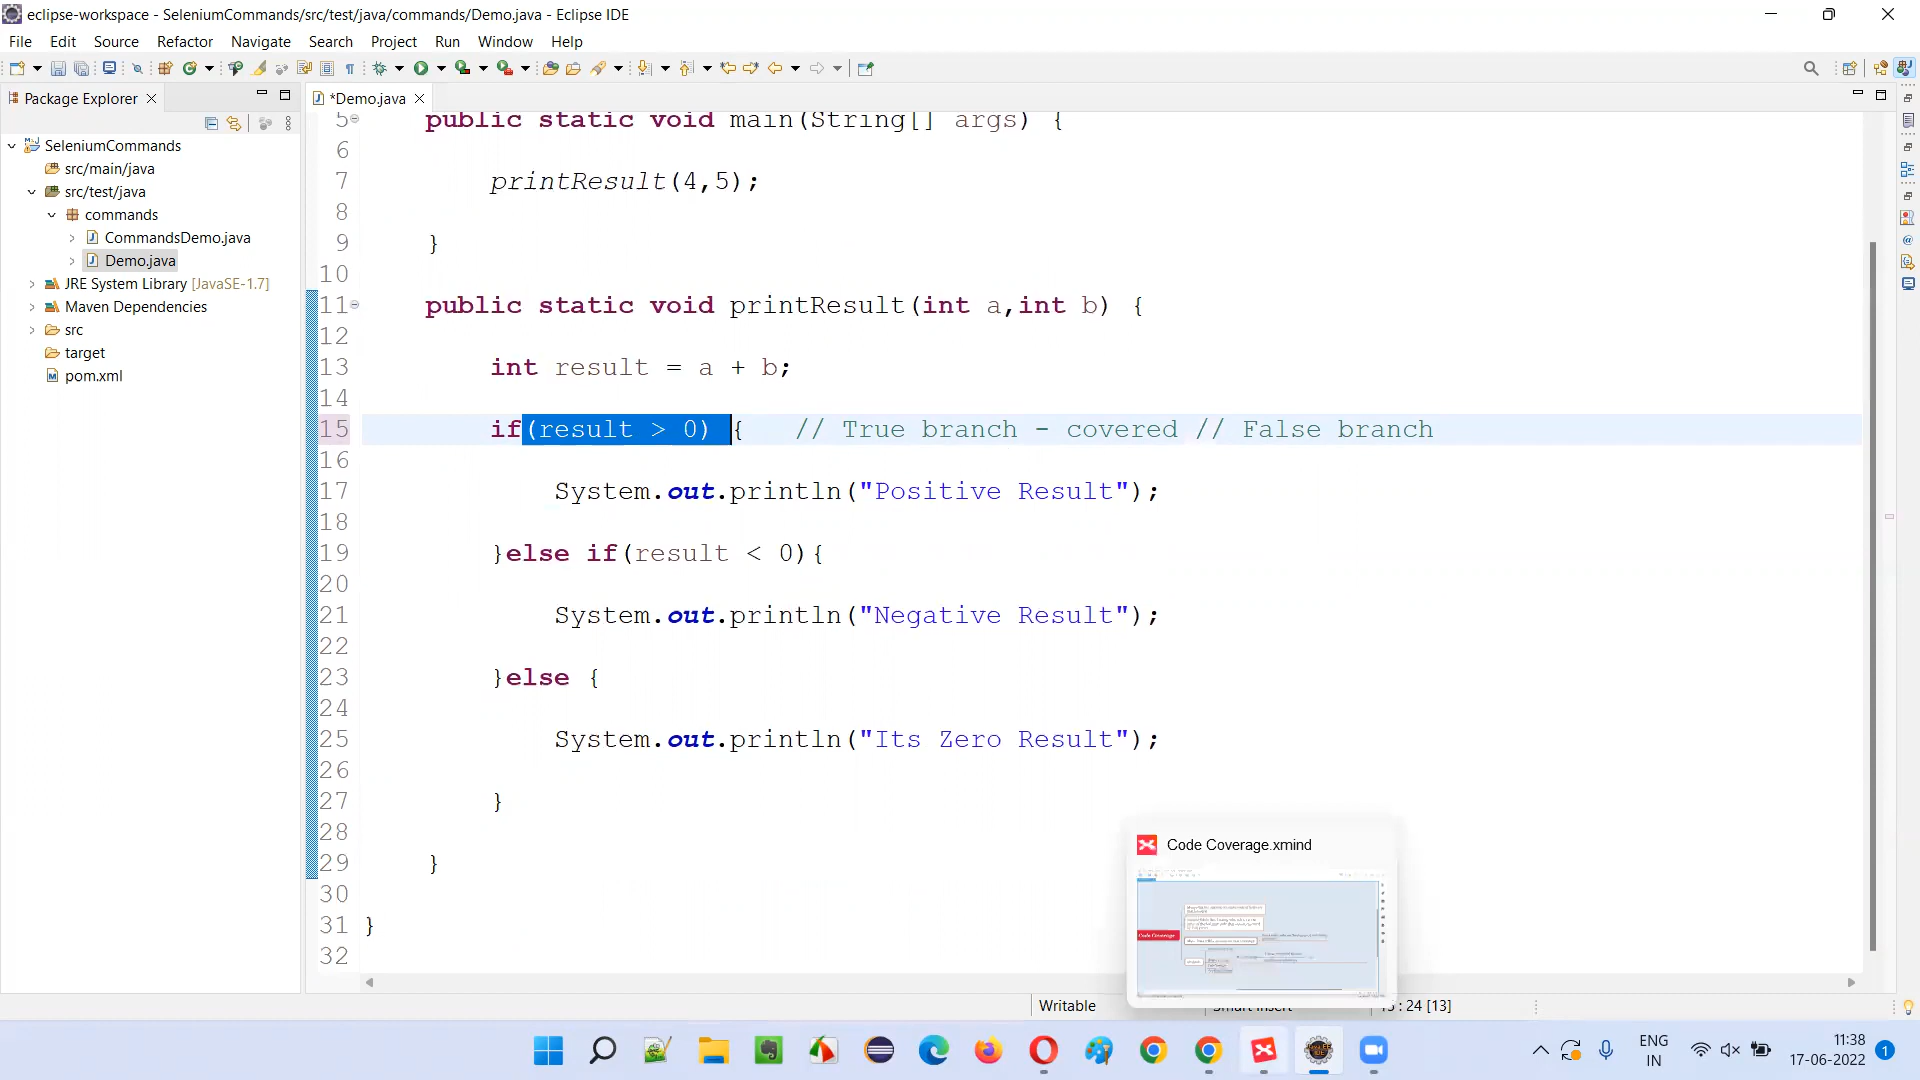 eclipse-workspace - SeleniumCommands/src/test/java/commands/Demo.java - Eclipse IDE
File Edit Source Refactor Navigate Search Project Run Window Help
Package Explorer
*Demo.java
SeleniumCommands
src/main/java
src/test/java
commands
CommandsDemo.java
Demo.java
JRE System Library [JavaSE-1.7]
Maven Dependencies
src
target
pom.xml
5 public static void main(String[] args) {
6
7 printResult(4,5);
8
9 }
10
11 public static void printResult(int a,int b) {
12
13 int result = a + b;
14
15 if(result > 0) { // True branch - covered // False branch
16
17 System.out.println("Positive Result");
18
19 }else if(result < 0){
20
21 System.out.println("Negative Result");
22
23 }else {
24
25 System.out.println("Its Zero Result");
26
27 }
28
29 }
30
31 }
32
Code Coverage.xmind
Code Coverage
Writable
Smart Insert
15 : 24 [13]
ENG
IN
11:38
17-06-2022
1